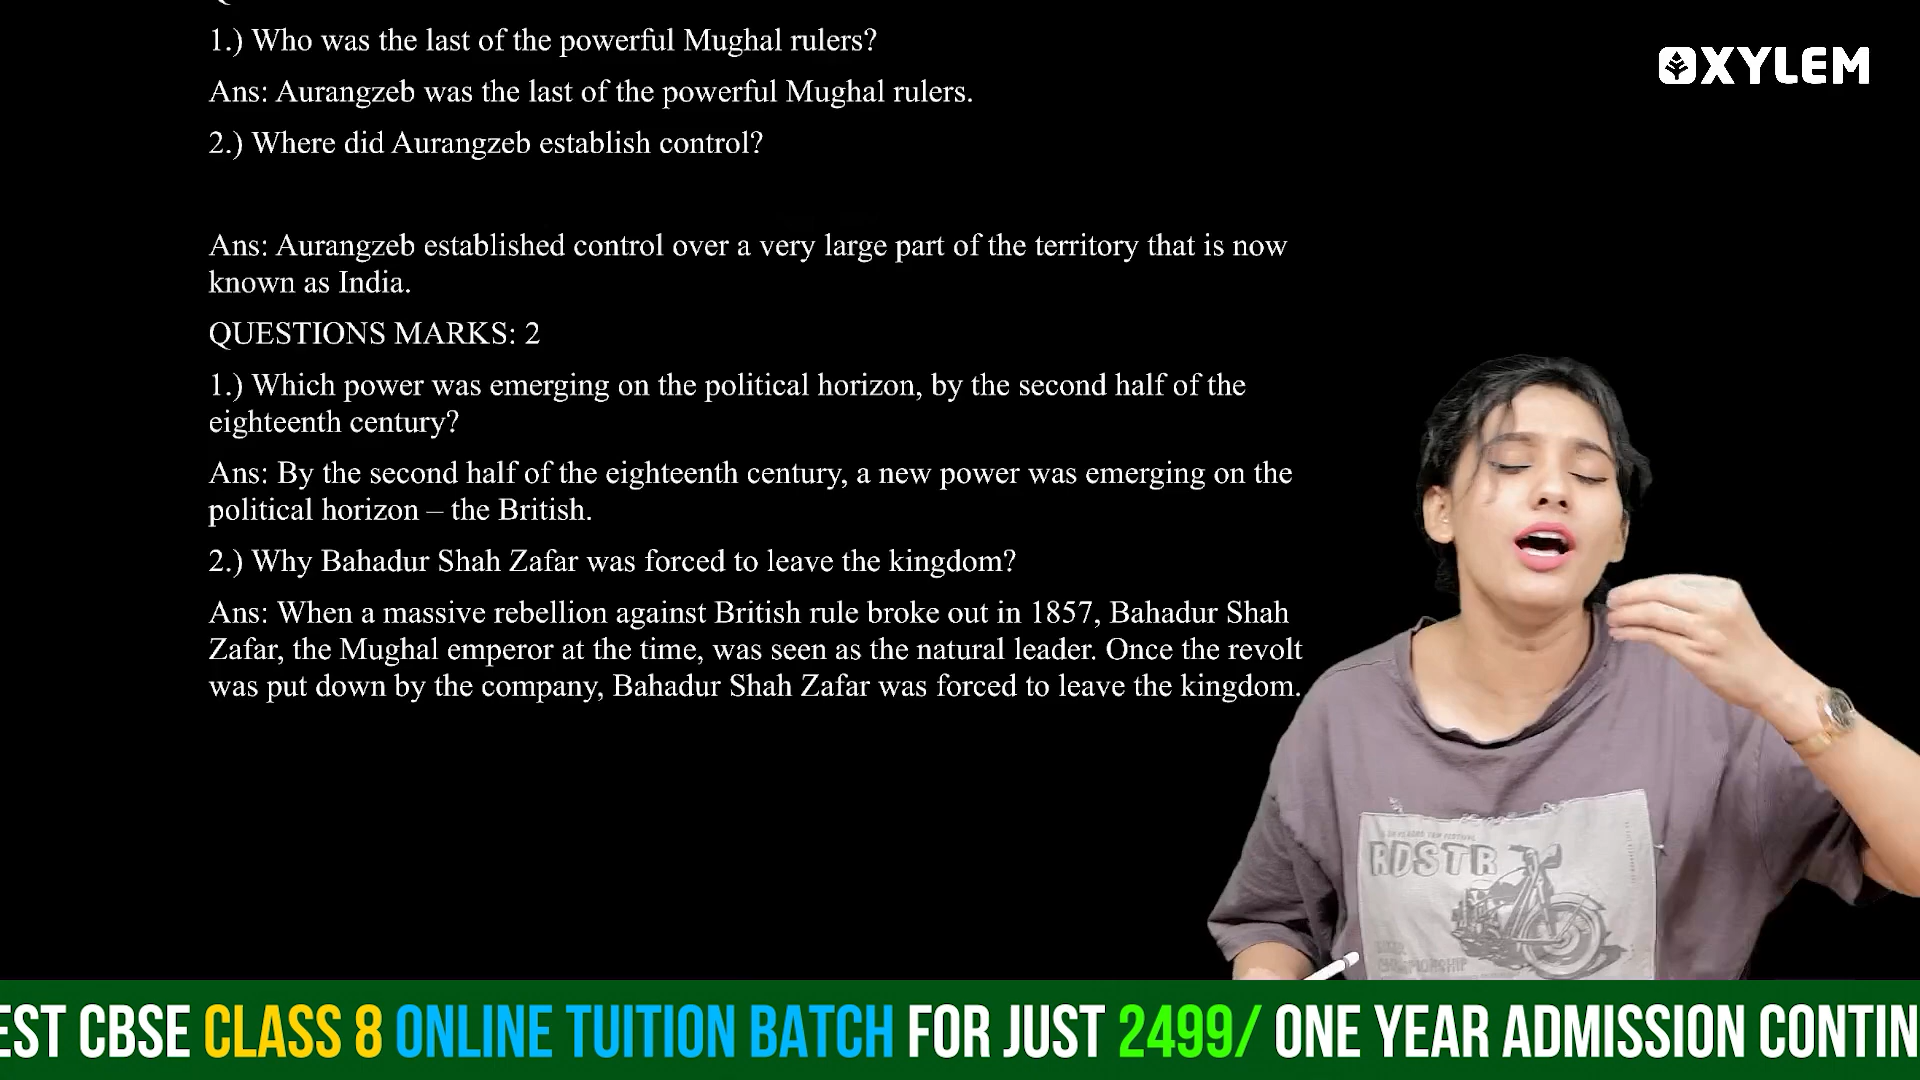 1.) Who was the last of the powerful Mughal rulers?
XYLEM
Ans: Aurangzeb was the last of the powerful Mughal rulers.
2.) Where did Aurangzeb establish control?
Ans: Aurangzeb established control over a very large part of the territory that is now
known as India.
QUESTIONS MARKS: 2
1.) Which power was emerging on the political horizon, by the second half of the
eighteenth century?
Ans: By the second half of the eighteenth century, a new power was emerging on the
political horizon – the British.
2.) Why Bahadur Shah Zafar was forced to leave the kingdom?
Ans: When a massive rebellion against British rule broke out in 1857, Bahadur Shah
Zafar, the Mughal emperor at the time, was seen as the natural leader. Once the revolt
was put down by the company, Bahadur Shah Zafar was forced to leave the kingdom.
RDSTR
EST CBSE CLASS 8 ONLINE TUITION BATCH FOR JUST 2499/ ONE YEAR ADMISSION CONTIN